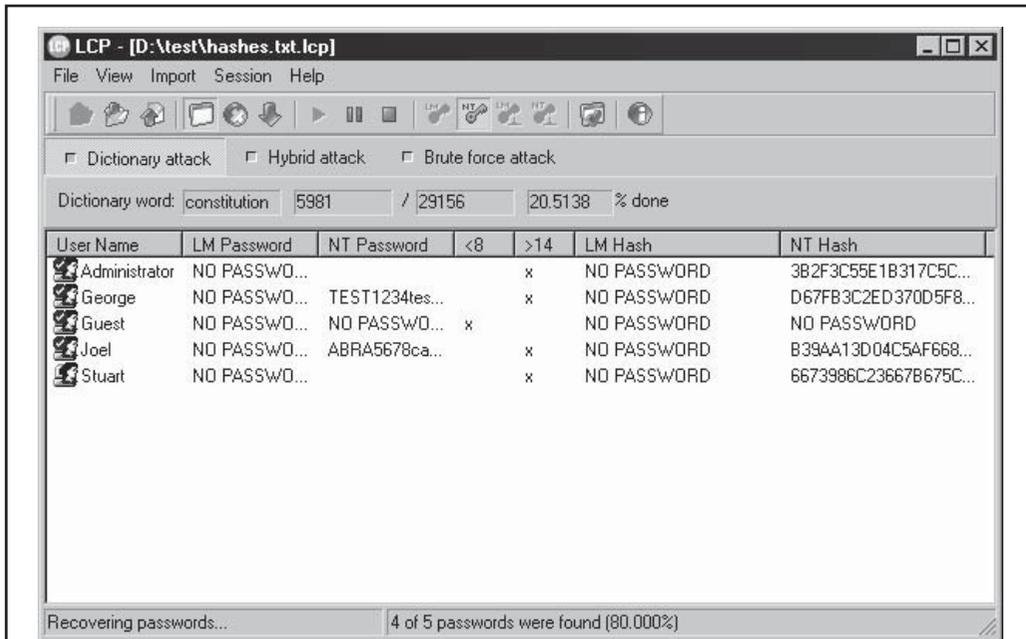 LCP - [D:\test\hashes.txt.lcp]
File View Import Session Help
LM NT LM NT
Dictionary attack Hybrid attack Brute force attack
Dictionary word: constitution 5981 / 29156 20.5138 % done
User Name LM Password NT Password <8 >14 LM Hash NT Hash
Administrator NO PASSWO... x NO PASSWORD 3B2F3C55E1B317C5C...
George NO PASSWO... TEST1234tes... x NO PASSWORD D67FB3C2ED370D5F8...
Guest NO PASSWO... NO PASSWO... x NO PASSWORD NO PASSWORD
Joel NO PASSWO... ABRA5678ca... x NO PASSWORD B39AA13D04C5AF668...
Stuart NO PASSWO... x NO PASSWORD 6673986C23667B675C...
Recovering passwords... 4 of 5 passwords were found (80.000%)